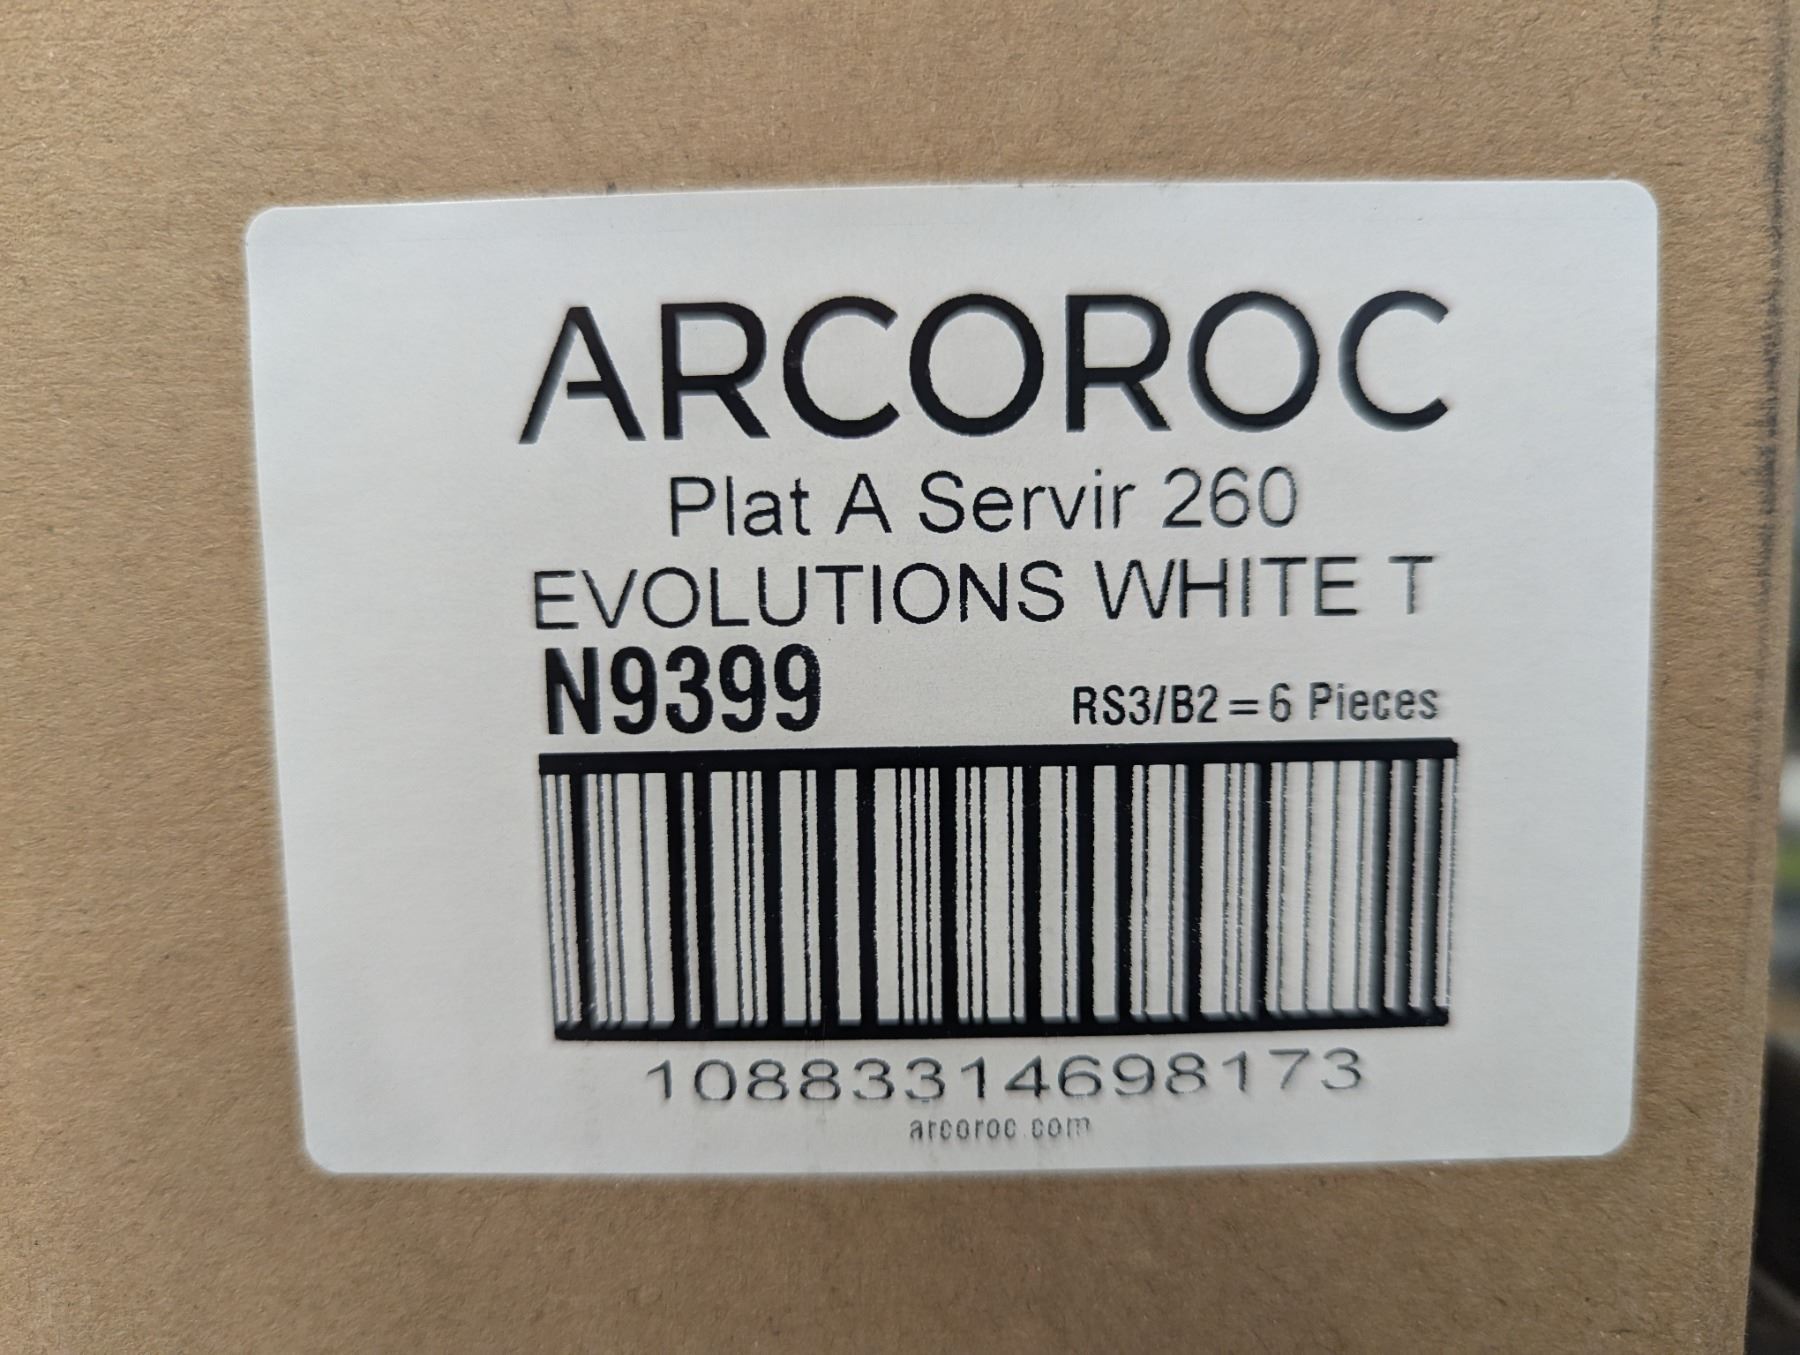 ARCOROC
Plat A Servir 260
EVOLUTIONS WHITE T
N9399
RS3/B2 = 6 Pieces
10883314698173
arcoroc.com